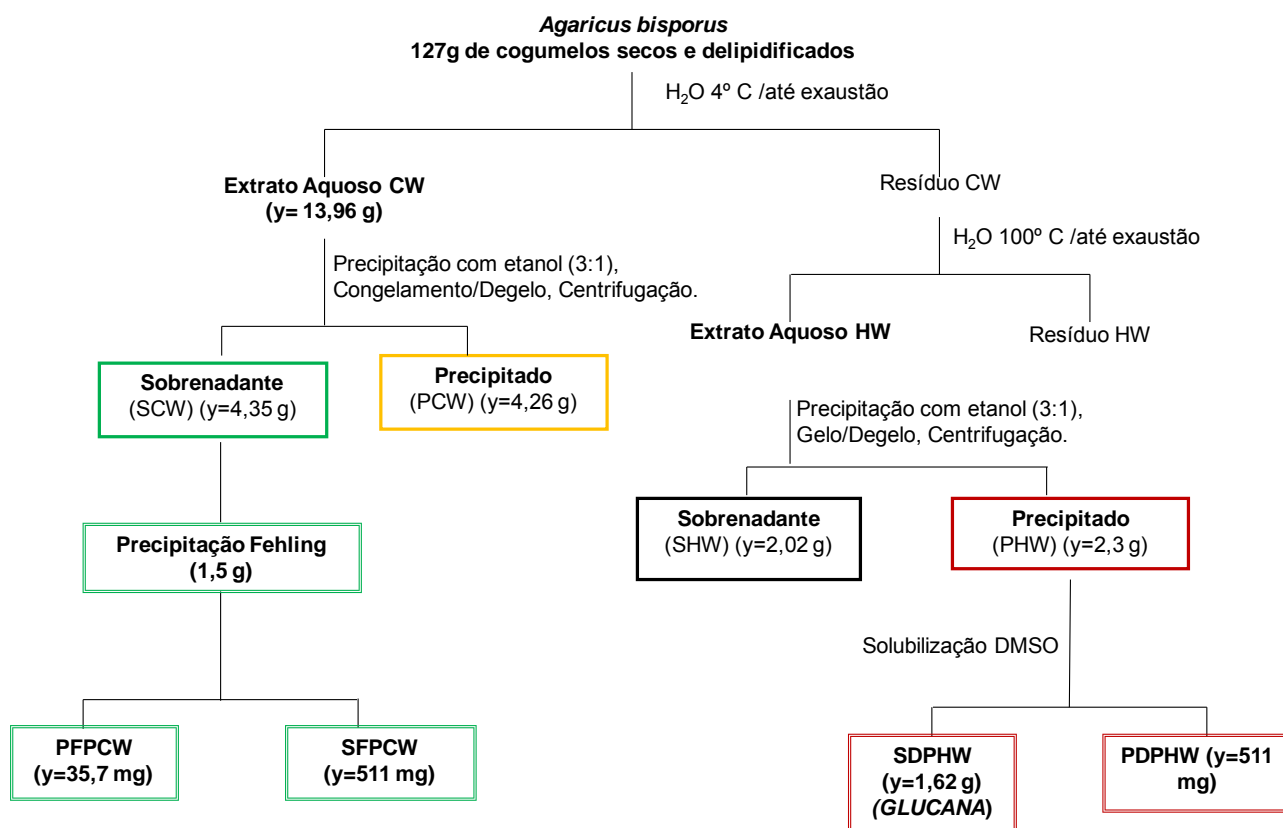 Agaricus bisporus
127g de cogumelos secos e delipidificados
H₂O 4º C /até exaustão
Extrato Aquoso CW
(y= 13,96 g)
Resíduo CW
H₂O 100º C /até exaustão
Precipitação com etanol (3:1),
Congelamento/Degelo, Centrifugação.
Extrato Aquoso HW
Resíduo HW
Sobrenadante
(SCW) (y=4,35 g)
Precipitado
(PCW) (y=4,26 g)
Precipitação com etanol (3:1),
Gelo/Degelo, Centrifugação.
Sobrenadante
(SHW) (y=2,02 g)
Precipitado
(PHW) (y=2,3 g)
Precipitação Fehling
(1,5 g)
Solubilização DMSO
PFPCW
(y=35,7 mg)
SFPCW
(y=511 mg)
SDPHW
(y=1,62 g)
(GLUCANA)
PDPHW (y=511
mg)